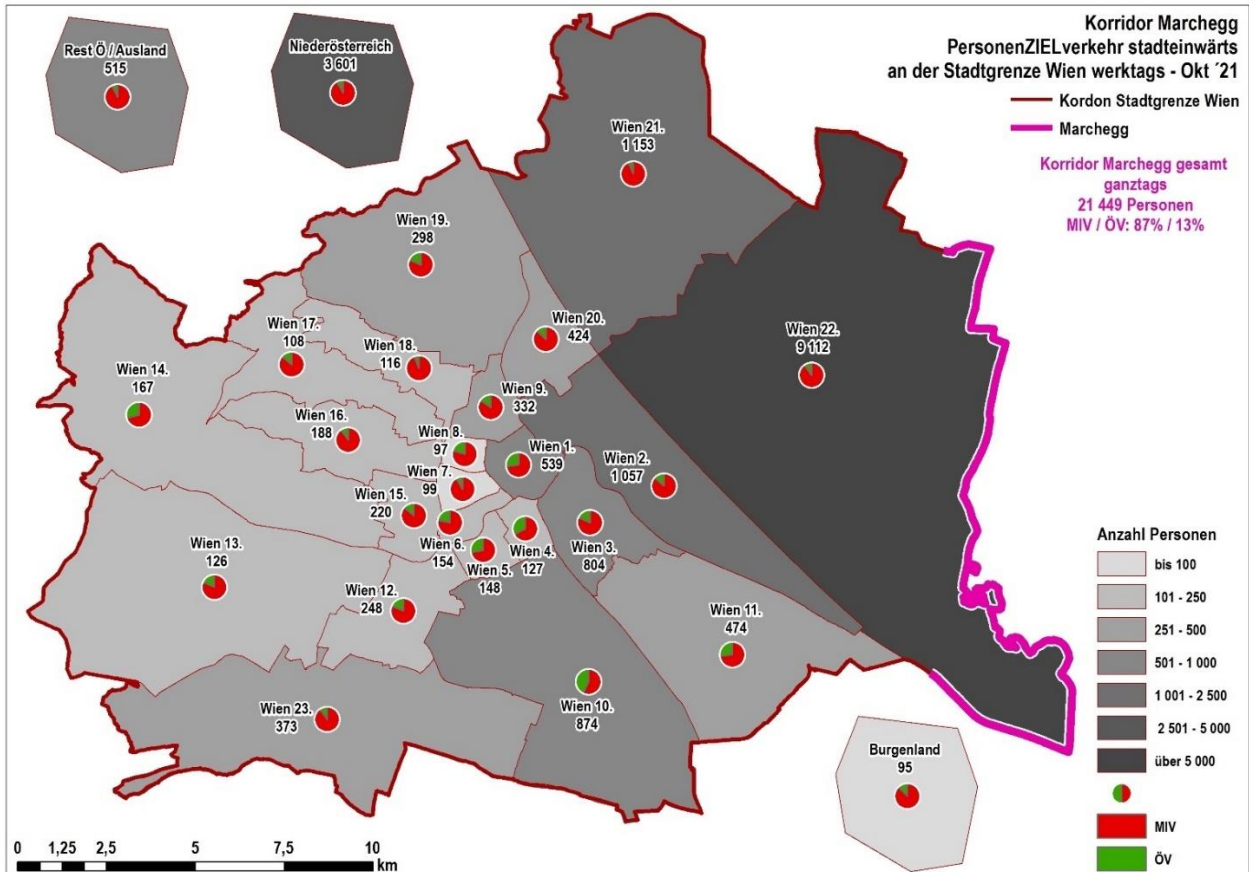 Korridor Marchegg
PersonenZIELverkehr stadteinwärts
an der Stadtgrenze Wien werktags - Okt ´21
Kordon Stadtgrenze Wien
Marchegg
Korridor Marchegg gesamt
ganztags
21 449 Personen
MIV / ÖV: 87% / 13%
Rest Ö / Ausland
515
Niederösterreich
3 601
Wien 21.
1 153
Wien 19.
298
Wien 20.
424
Wien 22.
9 112
Wien 17.
108
Wien 18.
116
Wien 14.
167
Wien 9.
332
Wien 16.
188
Wien 8.
97
Wien 1.
539
Wien 2.
1 057
Wien 7.
99
Wien 15.
220
Wien 6.
154
Wien 5.
148
Wien 4.
127
Wien 3.
804
Wien 13.
126
Wien 12.
248
Wien 11.
474
Wien 10.
874
Wien 23.
373
Burgenland
95
Anzahl Personen
bis 100
101 - 250
251 - 500
501 - 1 000
1 001 - 2 500
2 501 - 5 000
über 5 000
MIV
ÖV
0 1,25 2,5 5 7,5 10
km